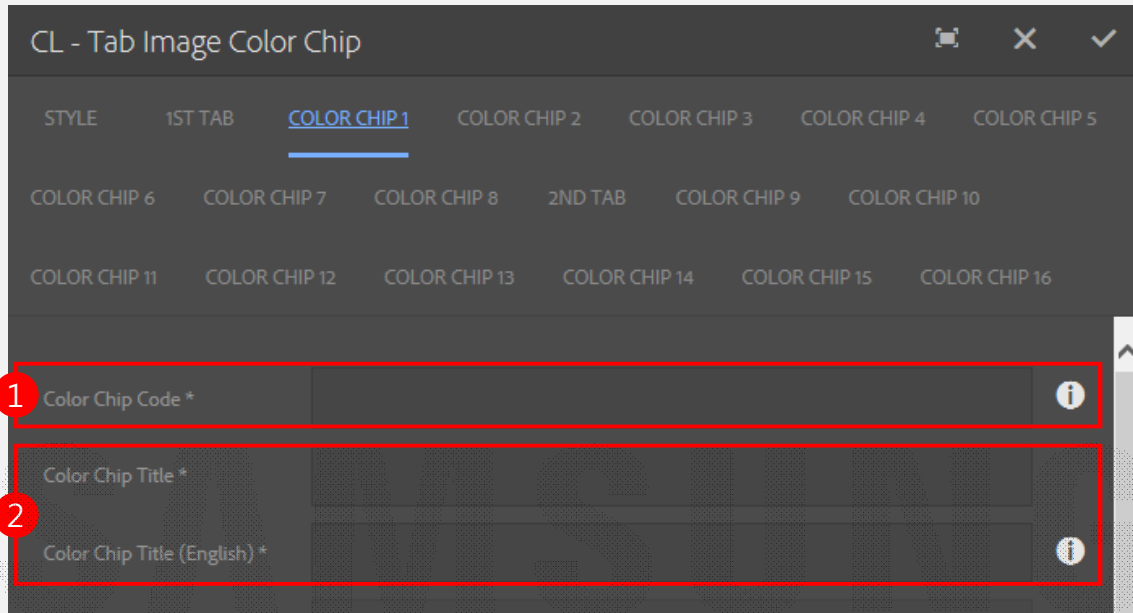 CL - Tab Image Color Chip
STYLE 1ST TAB COLOR CHIP 1 COLOR CHIP 2 COLOR CHIP 3 COLOR CHIP 4 COLOR CHIP 5
COLOR CHIP 6 COLOR CHIP 7 COLOR CHIP 8 2ND TAB COLOR CHIP 9 COLOR CHIP 10
COLOR CHIP 11 COLOR CHIP 12 COLOR CHIP 13 COLOR CHIP 14 COLOR CHIP 15 COLOR CHIP 16
1 Color Chip Code *
Color Chip Title *
2
Color Chip Title (English) *
SAMSUNG